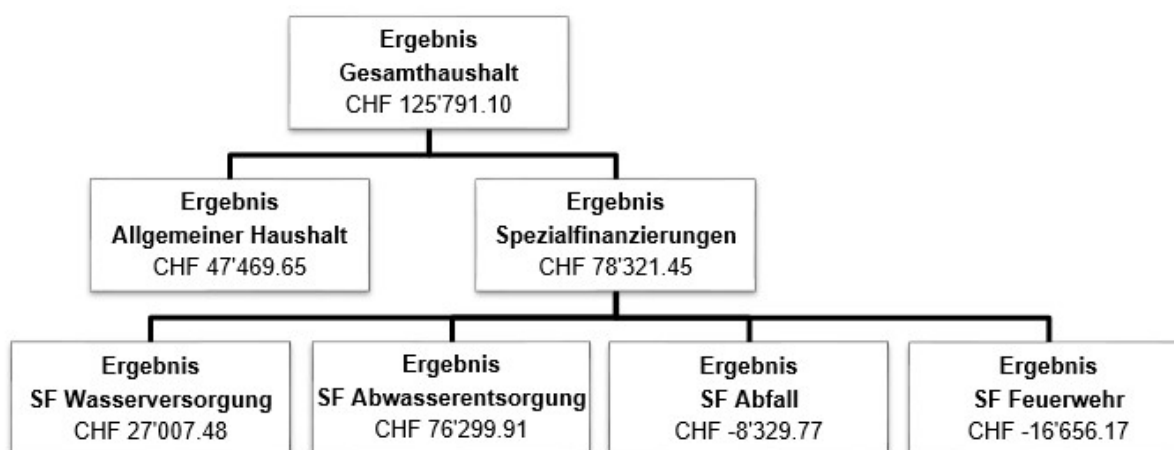 Ergebnis
Gesamthaushalt
CHF 125'791.10
Ergebnis
Allgemeiner Haushalt
CHF 47'469.65
Ergebnis
Spezialfinanzierungen
CHF 78'321.45
Ergebnis
SF Wasserversorgung
CHF 27'007.48
Ergebnis
SF Abwasserentsorgung
CHF 76'299.91
Ergebnis
SF Abfall
CHF -8'329.77
Ergebnis
SF Feuerwehr
CHF -16'656.17